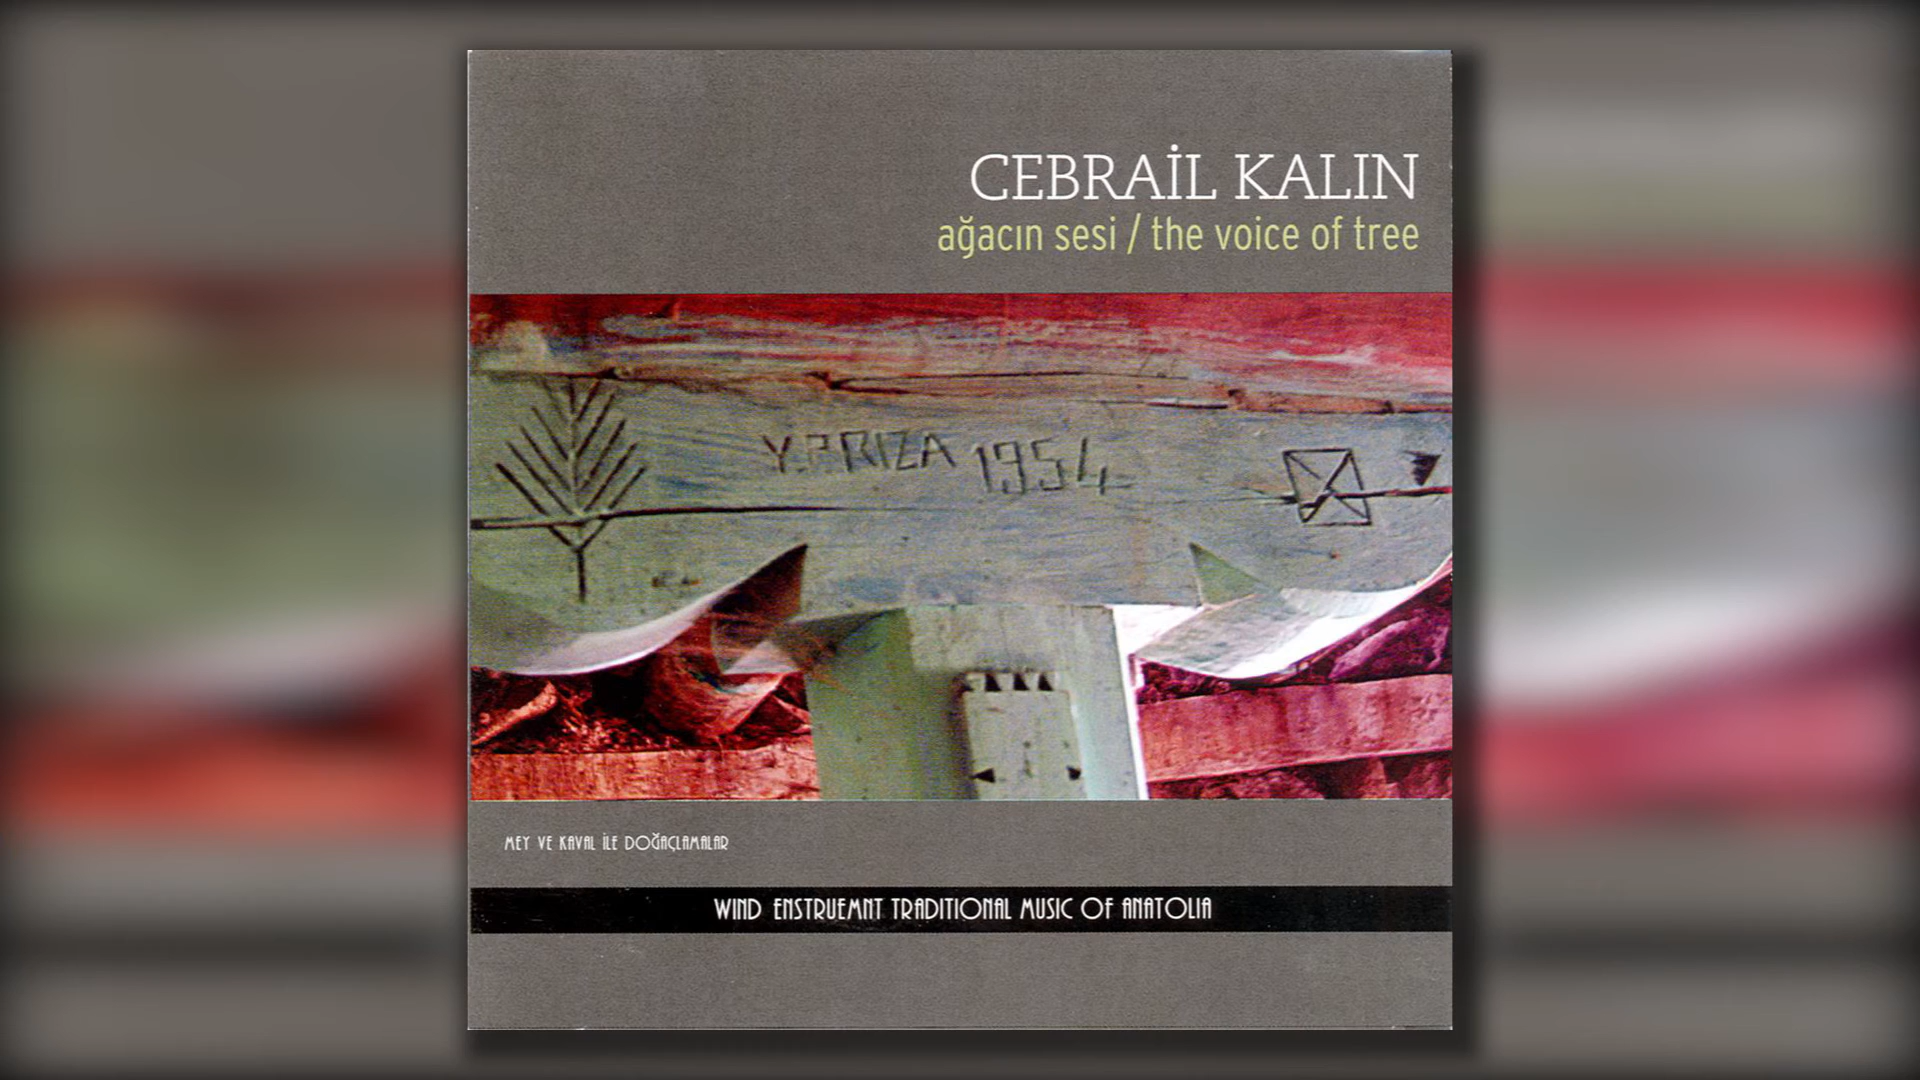 CEBRAİL KALIN
ağacın sesi / the voice of tree
Y.P.RIZA 1954
MEY VE KAVAL İLE DOĞAÇLAMALAR
WIND ENSTRUEMNT TRADITIONAL MUSIC OF ANATOLIA